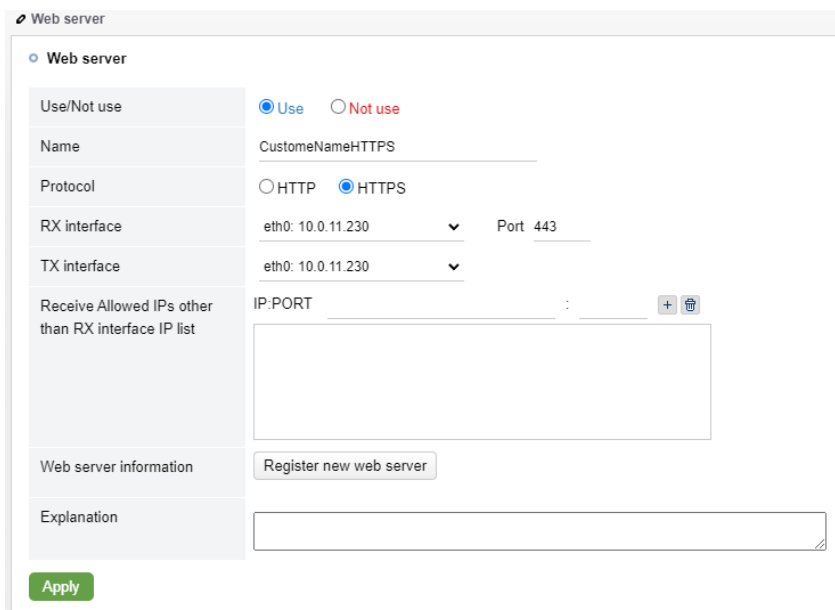 Web server
Web server
Use/Not use Use Not use
Name CustomeNameHTTPS
Protocol HTTP HTTPS
RX interface eth0: 10.0.11.230 Port 443
TX interface eth0: 10.0.11.230
Receive Allowed IPs other IP:PORT :
than RX interface IP list
Web server information Register new web server
Explanation
Apply